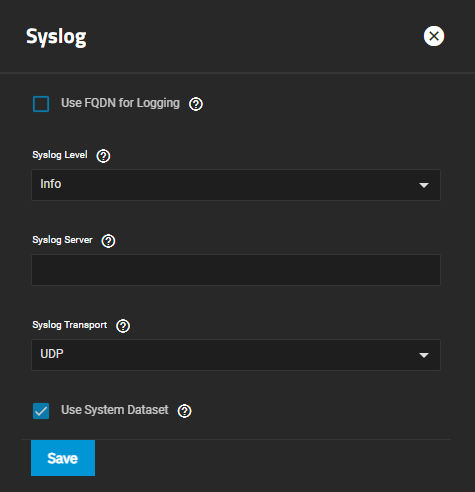 Syslog
Use FQDN for Logging
Syslog Level
Info
Syslog Server
Syslog Transport
UDP
Use System Dataset
Save